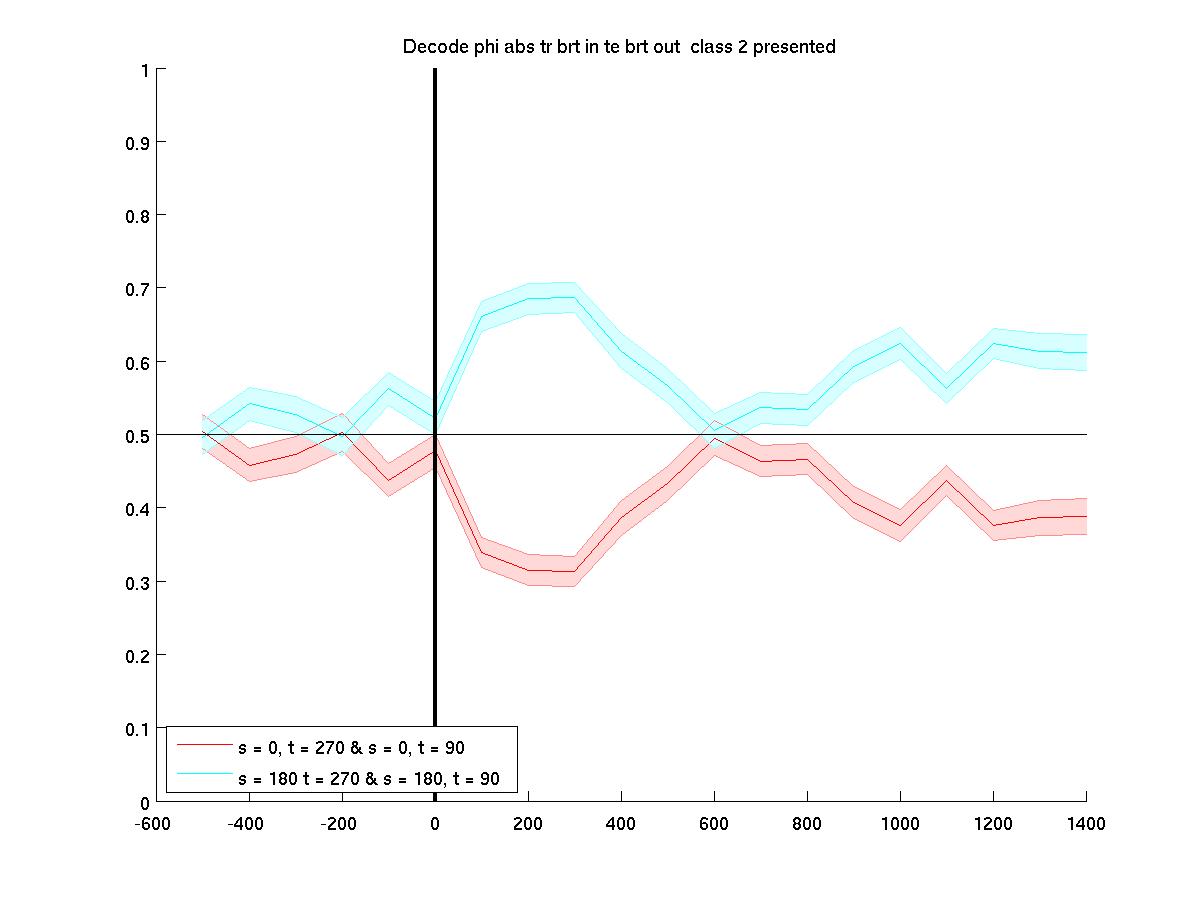 Decode phi abs tr brt in te brt out  class 2 presented
1
0.9
0.8
0.7
0.6
0.5
0.4
0.3
0.2
0.1
0
s = 0, t = 270 & s = 0, t = 90
s = 180 t = 270 & s = 180, t = 90
-600 -400 -200 0 200 400 600 800 1000 1200 1400